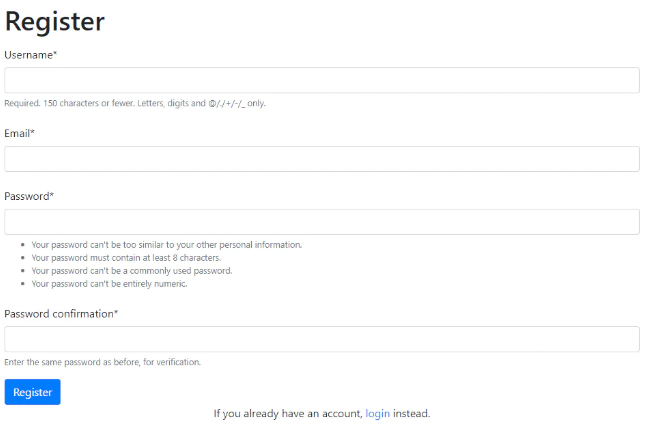 Register
Username*
Required. 150 characters or fewer. Letters, digits and @/./+/-/_ only.
Email*
Password*
Your password can't be too similar to your other personal information.
Your password must contain at least 8 characters.
Your password can't be a commonly used password.
Your password can't be entirely numeric.
Password confirmation*
Enter the same password as before, for verification.
Register
If you already have an account, login instead.